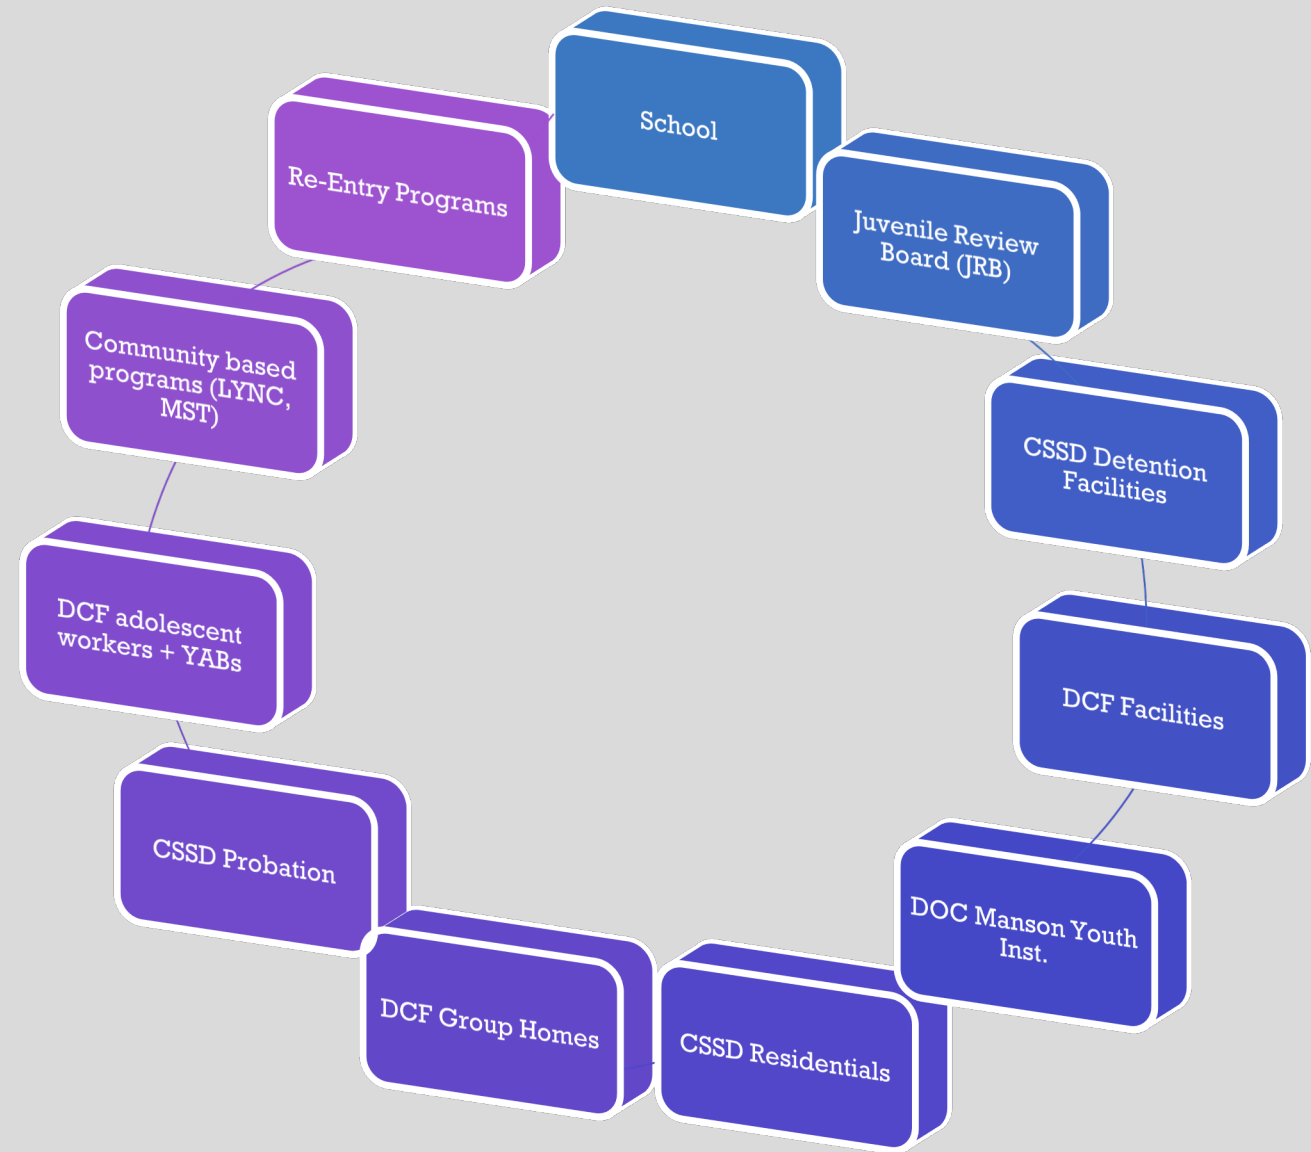 School
Juvenile Review
Board (JRB)
CSSD Detention
Facilities
DCF Facilities
DOC Manson Youth
Inst.
CSSD Residentials
DCF Group Homes
CSSD Probation
DCF adolescent
workers + YABs
Community based
programs (LYNC,
MST)
Re-Entry Programs